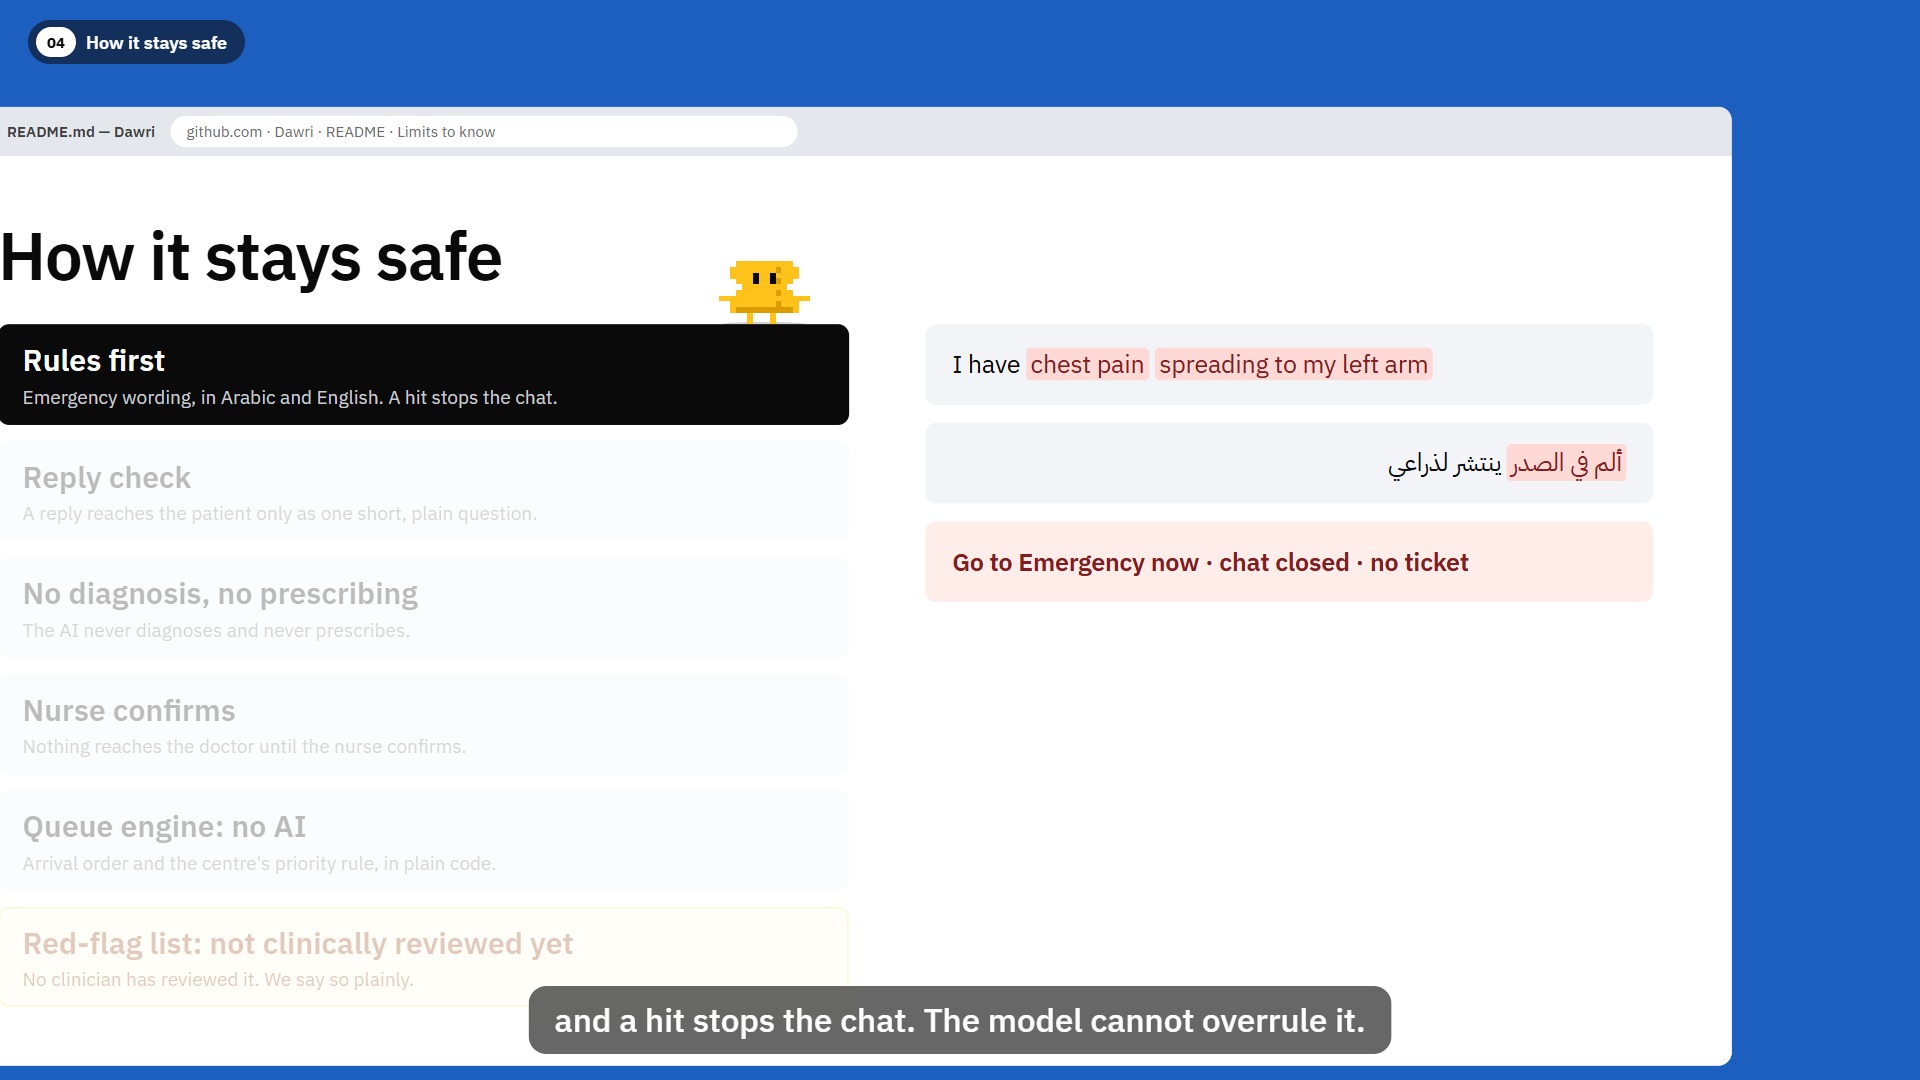 04 How it stays safe
README.md — Dawri
github.com · Dawri · README · Limits to know
How it stays safe
Rules first
Emergency wording, in Arabic and English. A hit stops the chat.
Reply check
A reply reaches the patient only as one short, plain question.
No diagnosis, no prescribing
The AI never diagnoses and never prescribes.
Nurse confirms
Nothing reaches the doctor until the nurse confirms.
Queue engine: no AI
Arrival order and the centre's priority rule, in plain code.
Red-flag list: not clinically reviewed yet
No clinician has reviewed it. We say so plainly.
I have chest pain spreading to my left arm
ألم في الصدر ينتشر لذراعي
Go to Emergency now · chat closed · no ticket
and a hit stops the chat. The model cannot overrule it.